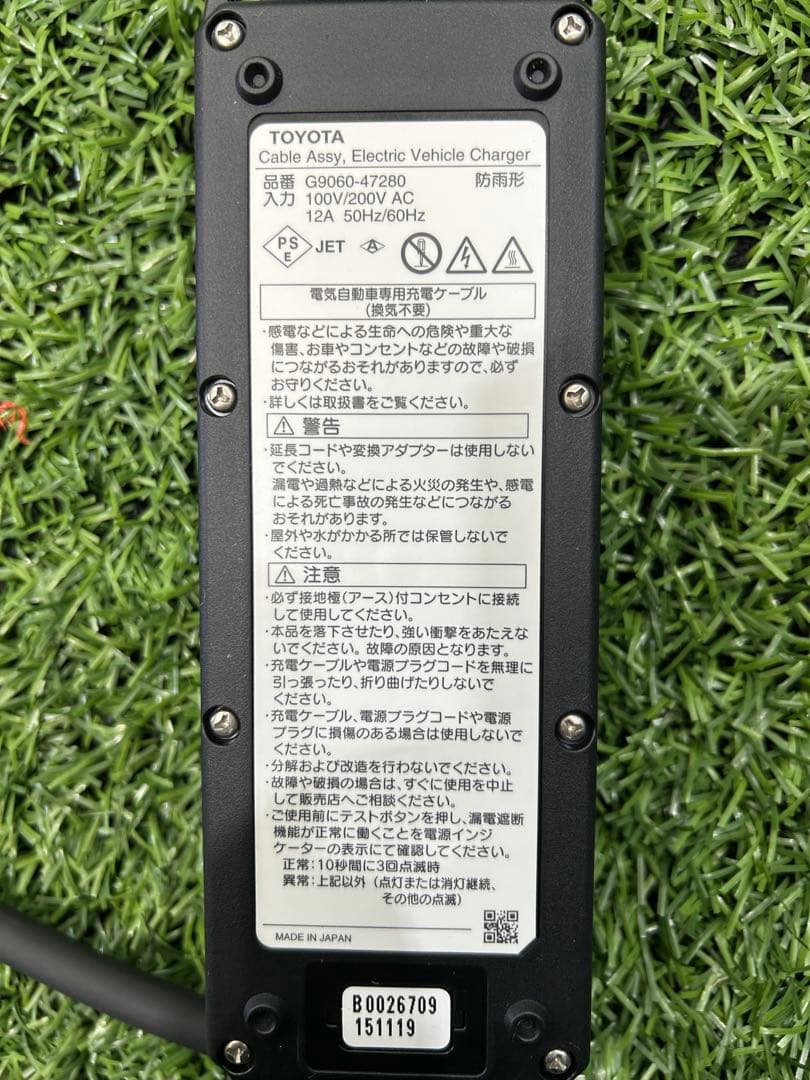 TOYOTA
Cable Assy, Electric Vehicle Charger
品番 G9060-47280 防雨形
入力 100V/200V AC
12A 50Hz/60Hz
PS
E
JET
A
電気自動車専用充電ケーブル
(換気不要)
・感電などによる生命への危険や重大な
傷害、お車やコンセントなどの故障や破損
につながるおそれがありますので、必ず
お守りください。
・詳しくは取扱書をご覧ください。
警告
・延長コードや変換アダプターは使用しない
でください。
漏電や過熱などによる火災の発生や、感電
による死亡事故の発生などにつながる
おそれがあります。
・屋外や水がかかる所では保管しないで
ください。
注意
・必ず接地極(アース)付コンセントに接続
して使用してください。
・本品を落下させたり、強い衝撃をあたえな
いでください。故障の原因となります。
・充電ケーブルや電源プラグコードを無理に
引っ張ったり、折り曲げたりしないで
ください。
・充電ケーブル、電源プラグコードや電源
プラグに損傷のある場合は使用しないで
ください。
・分解および改造を行わないでください。
・故障や破損の場合は、すぐに使用を中止
して販売店へご相談ください。
・ご使用前にテストボタンを押し、漏電遮断
機能が正常に働くことを電源インジ
ケーターの表示にて確認してください。
正常：10秒間に3回点滅時
異常：上記以外(点灯または消灯継続、
その他の点滅)
MADE IN JAPAN
B0026709
151119